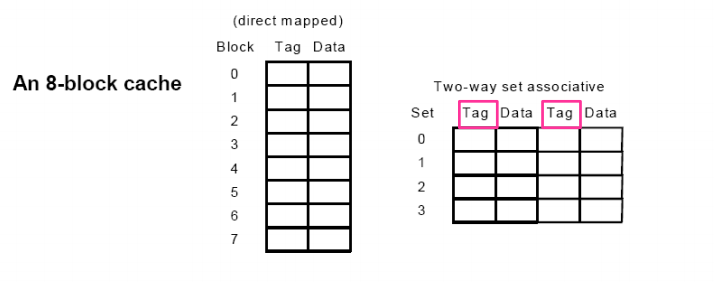 An 8-block cache
(direct mapped)
Block Tag Data
0
1
2
3
4
5
6
7
Two-way set associative
Set Tag Data Tag Data
0
1
2
3